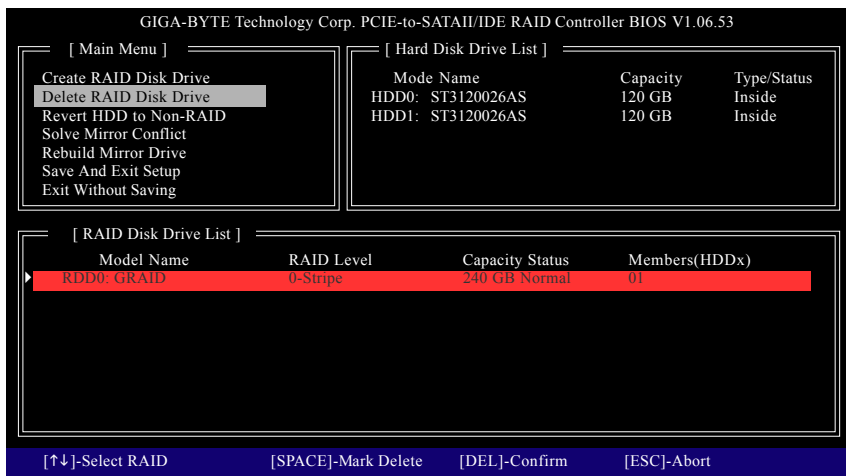 GIGA-BYTE Technology Corp. PCIE-to-SATAII/IDE RAID Controller BIOS V1.06.53
[ Main Menu ]
Create RAID Disk Drive
Delete RAID Disk Drive
Revert HDD to Non-RAID
Solve Mirror Conflict
Rebuild Mirror Drive
Save And Exit Setup
Exit Without Saving
[ Hard Disk Drive List ]
Mode Name Capacity Type/Status
HDD0: ST3120026AS 120 GB Inside
HDD1: ST3120026AS 120 GB Inside
[ RAID Disk Drive List ]
Model Name RAID Level Capacity Status Members(HDDx)
RDD0: GRAID 0-Stripe 240 GB Normal 01
[↑↓]-Select RAID [SPACE]-Mark Delete [DEL]-Confirm [ESC]-Abort